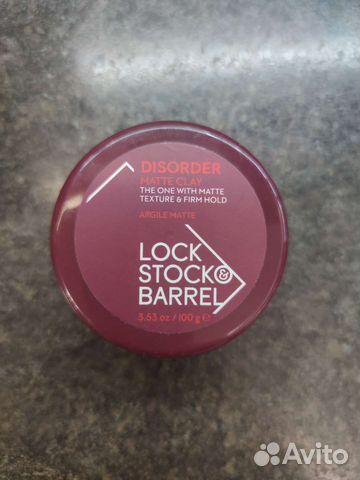 DISORDER
MATTE CLAY
THE ONE WITH MATTE
TEXTURE & FIRM HOLD
ARGILE MATTE
LOCK
STOCK &
BARREL
3.53 oz / 100 g e
Avito